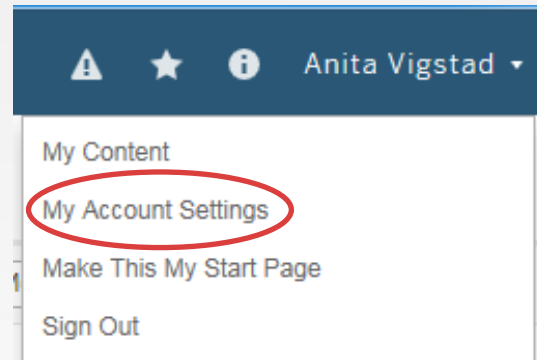 Anita Vigstad
My Content
My Account Settings
Make This My Start Page
Sign Out